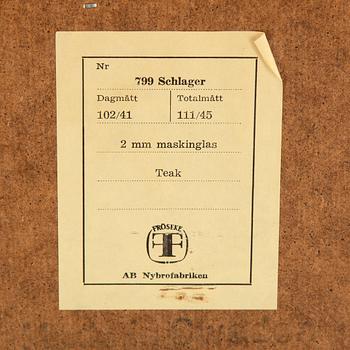 Nr
799 Schlager
Dagmått Totalmått
102/41 111/45
2 mm maskinglas
Teak
FRÖSEKE
F
AB Nybrofabriken